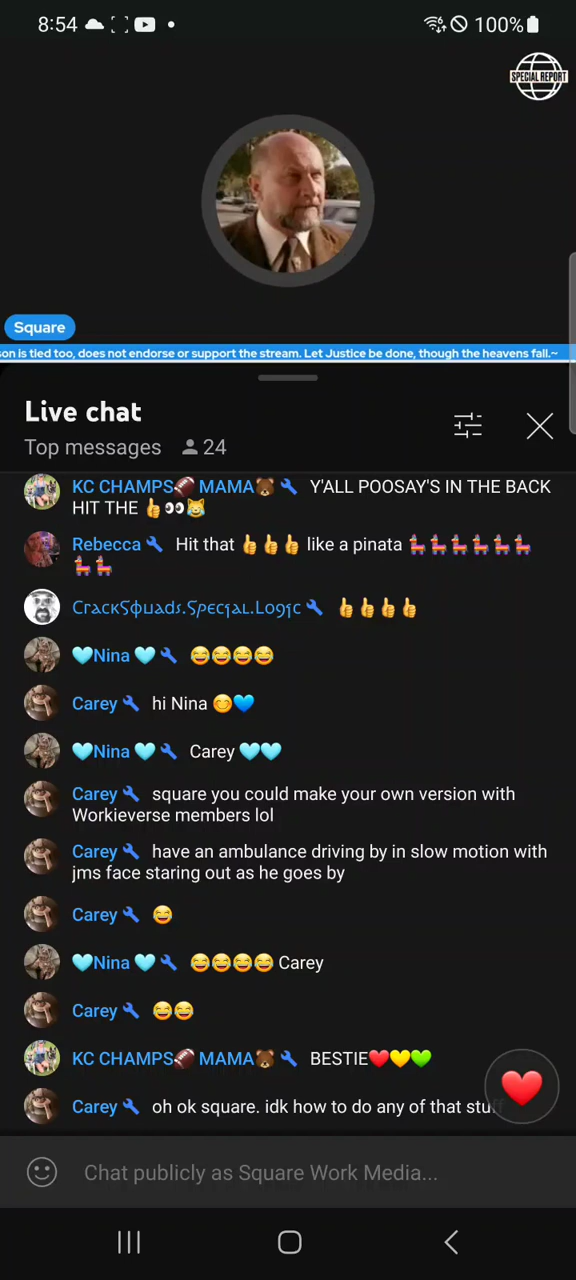 8:54
100%
SPECIAL REPORT
Square
son is tied too, does not endorse or support the stream. Let Justice be done, though the heavens fall.~
Live chat
Top messages 24
KC CHAMPS🏈 MAMA🐻 Y'ALL POOSAY'S IN THE BACK
HIT THE 👍👀😹
Rebecca Hit that 👍👍👍 like a pinata 🪅🪅🪅🪅🪅🪅
🪅🪅
👍👍👍👍
🩵Nina🩵 😂😂😂😂
Carey hi Nina 😊💙
🩵Nina🩵 Carey 🩵🩵
Carey square you could make your own version with
Workieverse members lol
Carey have an ambulance driving by in slow motion with
jms face staring out as he goes by
Carey 😂
🩵Nina🩵 😂😂😂😂 Carey
Carey 😂😂
KC CHAMPS🏈 MAMA🐻 BESTIE❤️💛💚
Carey oh ok square. idk how to do any of that stuff
Chat publicly as Square Work Media...